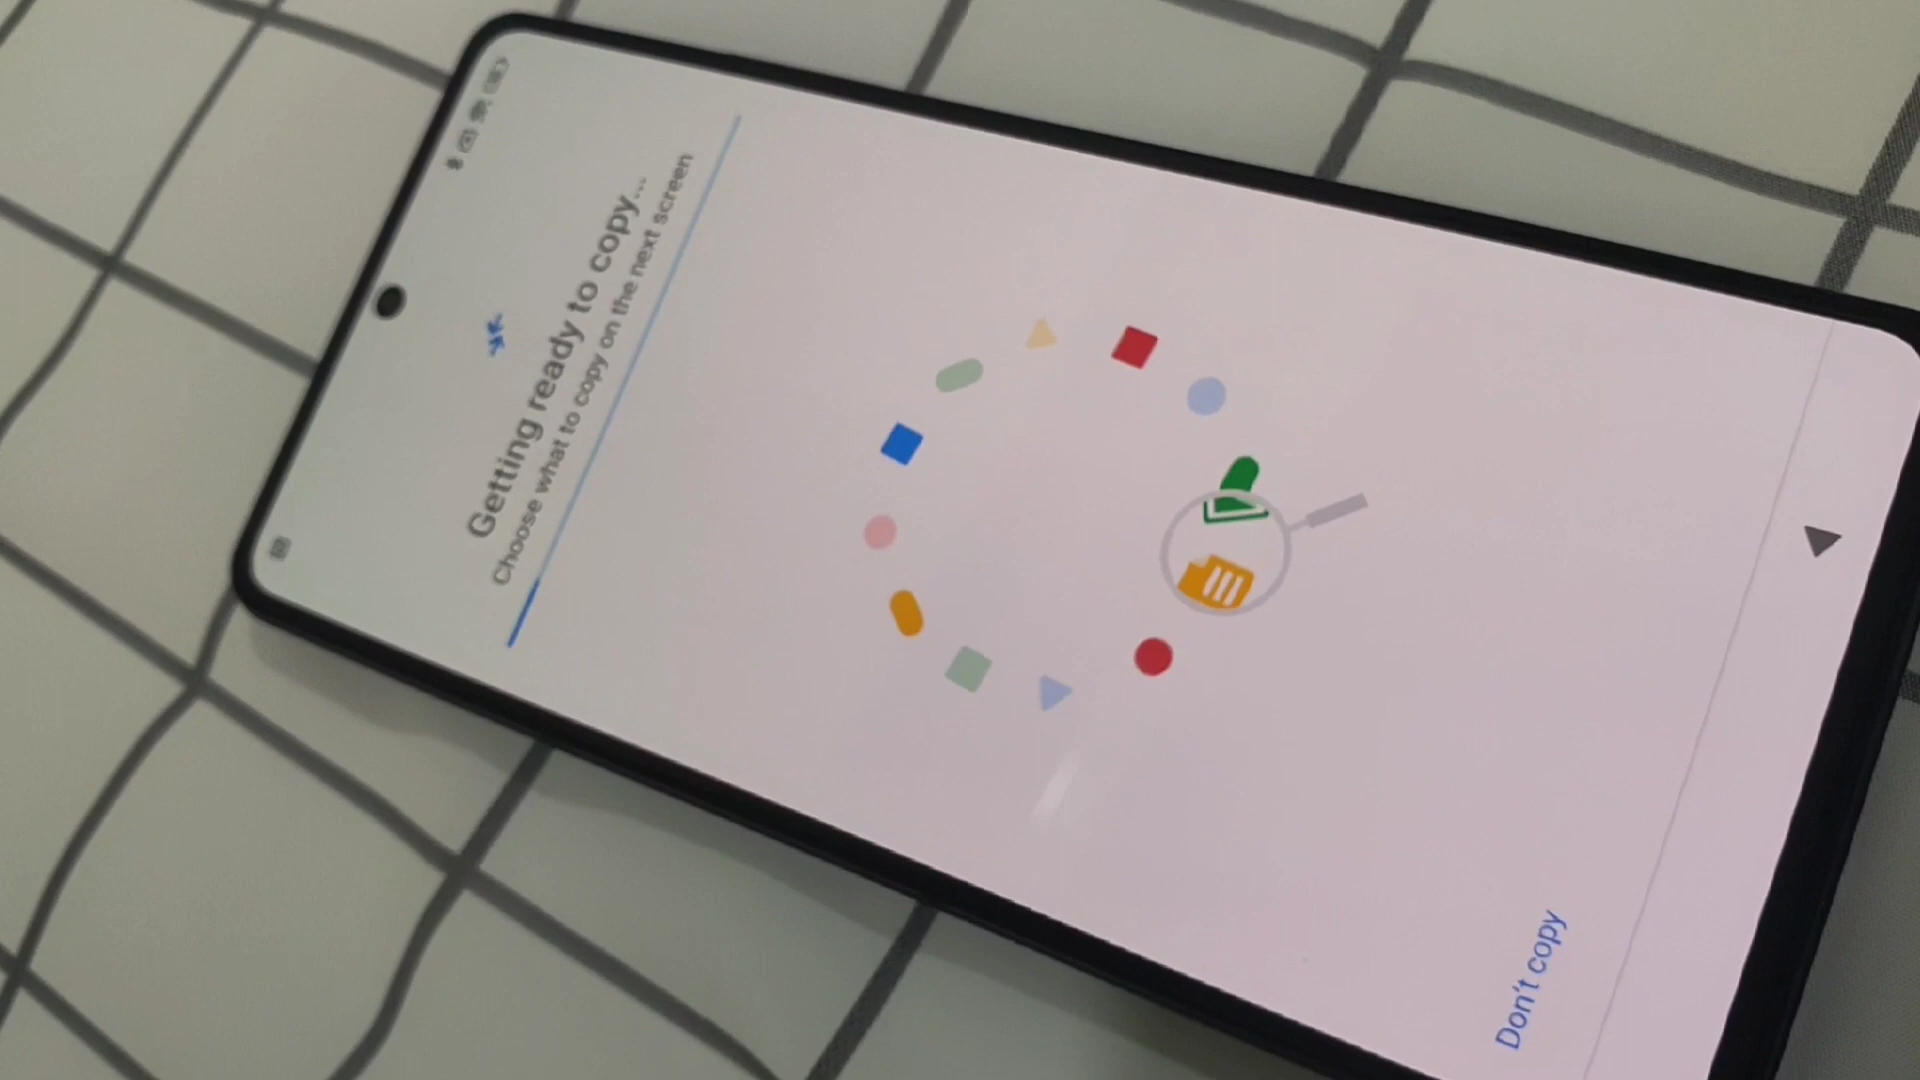 Getting ready to copy...
Choose what to copy on the next screen
Don't copy